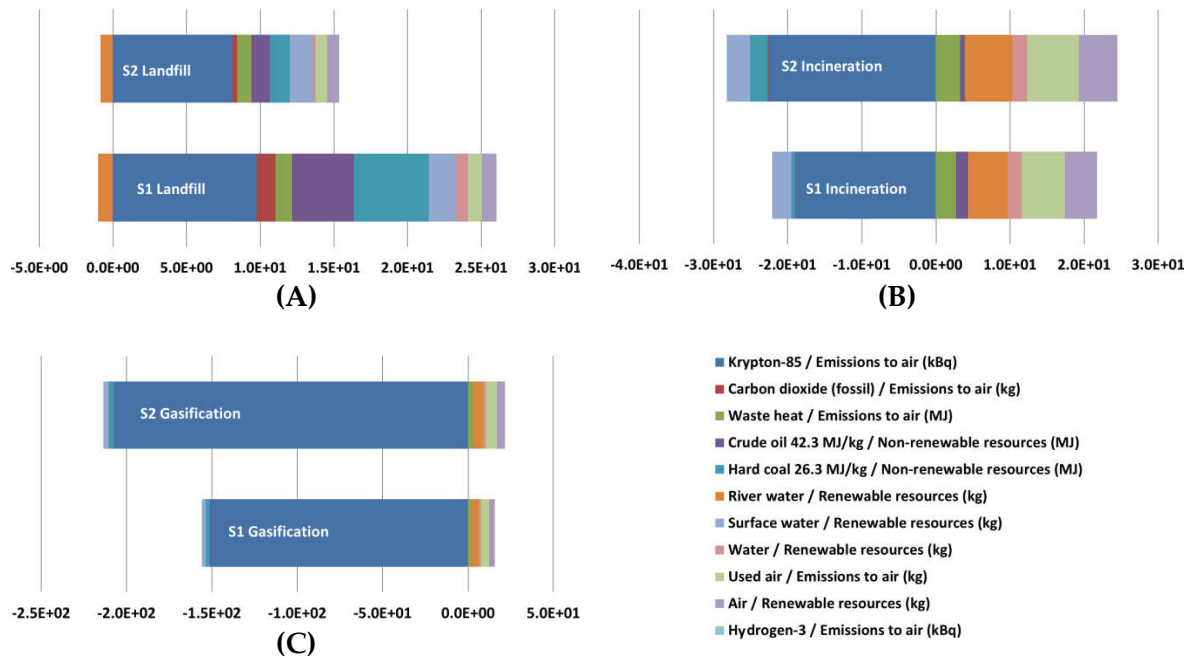 S2 Landfill
S1 Landfill
-5.0E+00 0.0E+00 5.0E+00 1.0E+01 1.5E+01 2.0E+01 2.5E+01 3.0E+01
(A)
S2 Incineration
S1 Incineration
-4.0E+01 -3.0E+01 -2.0E+01 -1.0E+01 0.0E+00 1.0E+01 2.0E+01 3.0E+01
(B)
S2 Gasification
S1 Gasification
-2.5E+02 -2.0E+02 -1.5E+02 -1.0E+02 -5.0E+01 0.0E+00 5.0E+01
(C)
Krypton-85 / Emissions to air (kBq)
Carbon dioxide (fossil) / Emissions to air (kg)
Waste heat / Emissions to air (MJ)
Crude oil 42.3 MJ/kg / Non-renewable resources (MJ)
Hard coal 26.3 MJ/kg / Non-renewable resources (MJ)
River water / Renewable resources (kg)
Surface water / Renewable resources (kg)
Water / Renewable resources (kg)
Used air / Emissions to air (kg)
Air / Renewable resources (kg)
Hydrogen-3 / Emissions to air (kBq)